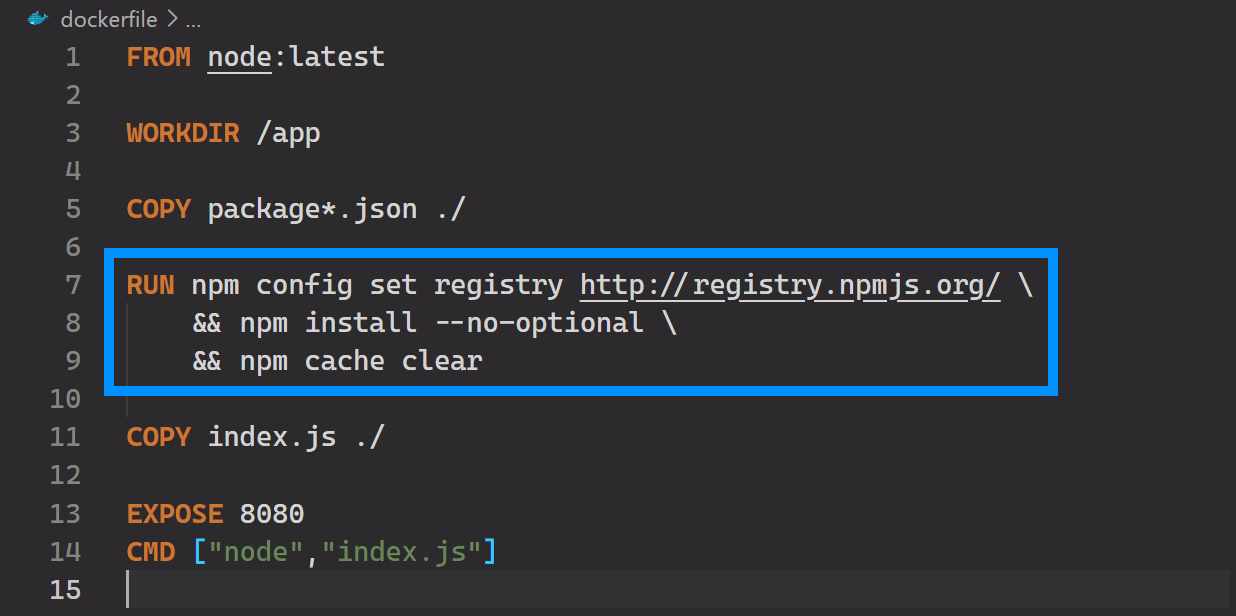 dockerfile > ...
1 FROM node:latest
2
3 WORKDIR /app
4
5 COPY package*.json ./
6
7 RUN npm config set registry http://registry.npmjs.org/ \
8     && npm install --no-optional \
9     && npm cache clear
10
11 COPY index.js ./
12
13 EXPOSE 8080
14 CMD ["node","index.js"]
15